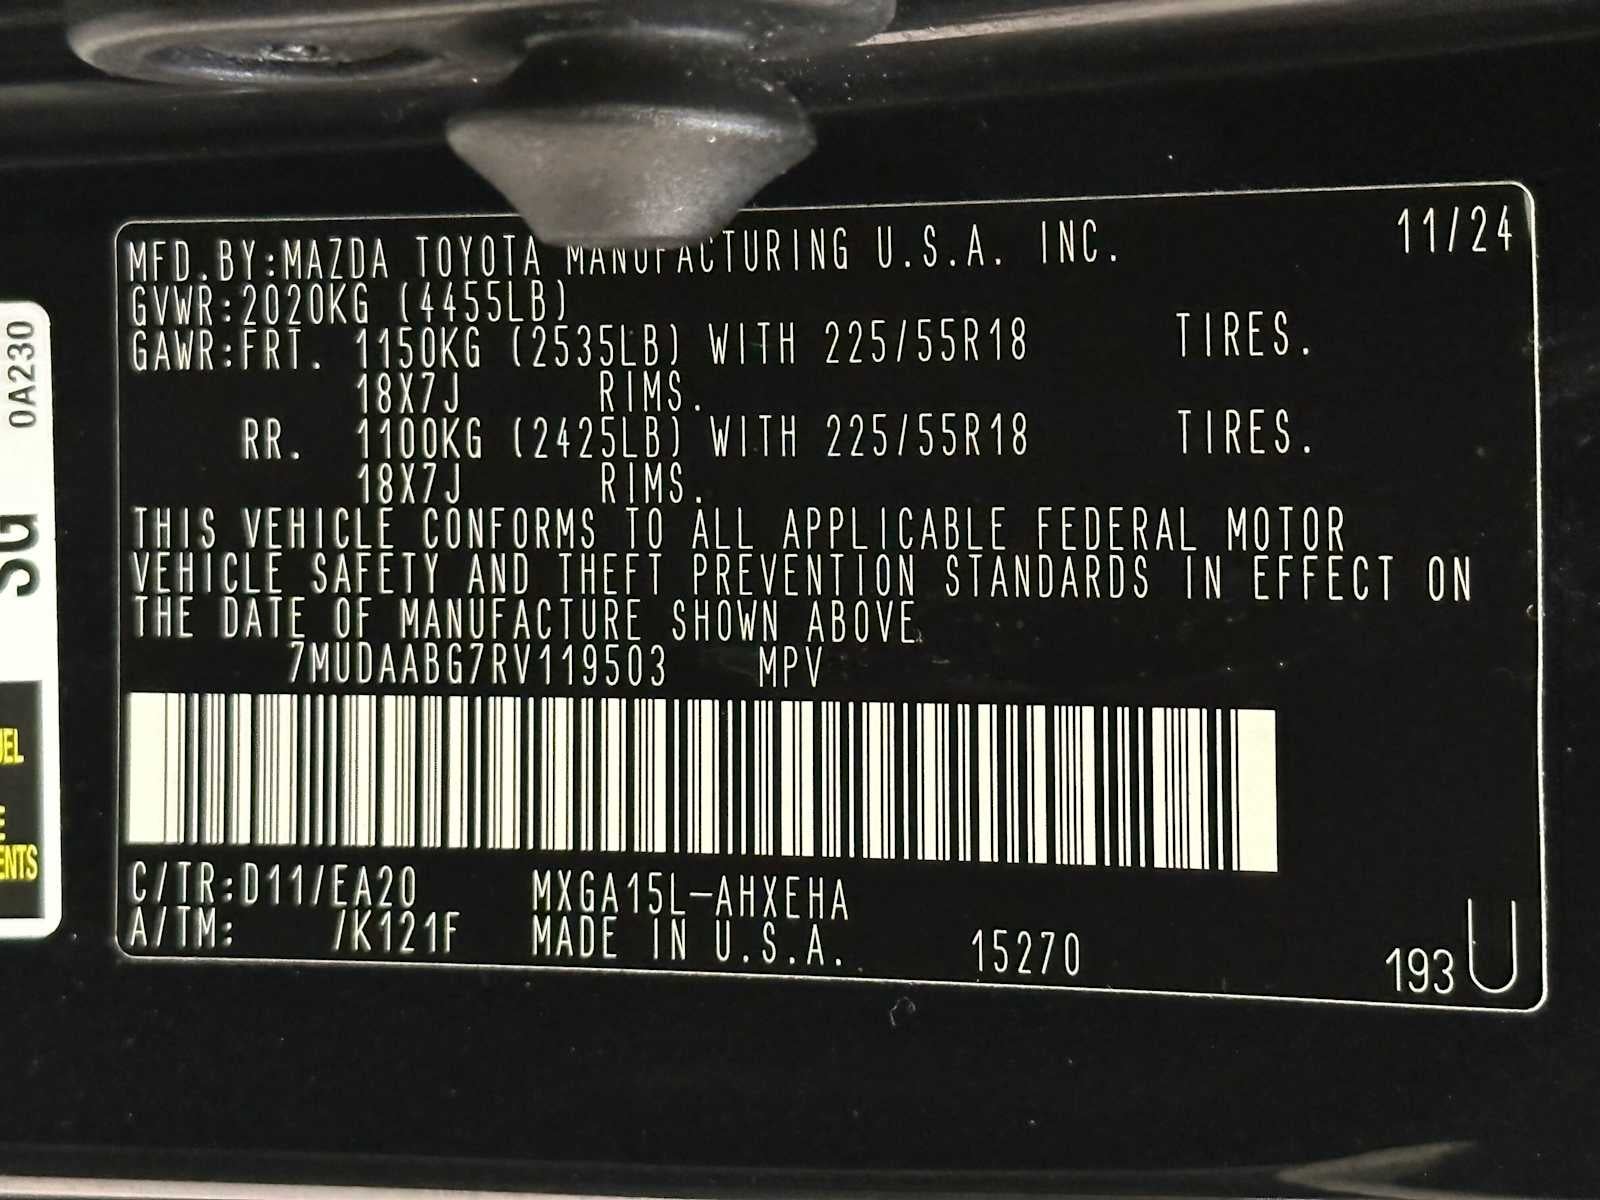 MFD.BY:MAZDA TOYOTA MANUFACTURING U.S.A. INC. 11/24
GVWR:2020KG (4455LB)
GAWR:FRT. 1150KG (2535LB) WITH 225/55R18 TIRES.
18X7J RIMS.
RR. 1100KG (2425LB) WITH 225/55R18 TIRES.
18X7J RIMS.
THIS VEHICLE CONFORMS TO ALL APPLICABLE FEDERAL MOTOR
VEHICLE SAFETY AND THEFT PREVENTION STANDARDS IN EFFECT ON
THE DATE OF MANUFACTURE SHOWN ABOVE.
7MUDAABG7RV119503 MPV
C/TR:D11/EA20 MXGA15L-AHXEHA
A/TM: /K121F MADE IN U.S.A. 15270 193 U
0A230
SG